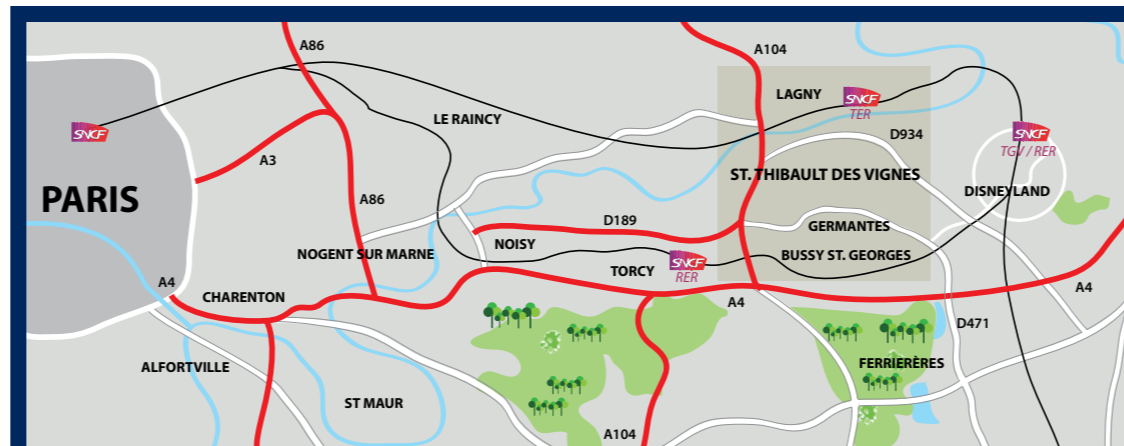 A86
A104
LAGNY
SNCF
TER
LE RAINCY
SNCF
D934
SNCF
TGV / RER
A3
ST. THIBAULT DES VIGNES
DISNEYLAND
PARIS
A86
D189
GERMANTES
NOGENT SUR MARNE
NOISY
BUSSY ST. GEORGES
SNCF
RER
TORCY
A4
CHARENTON
A4
A4
D471
ALFORTVILLE
FERRIERÈRES
ST MAUR
A104